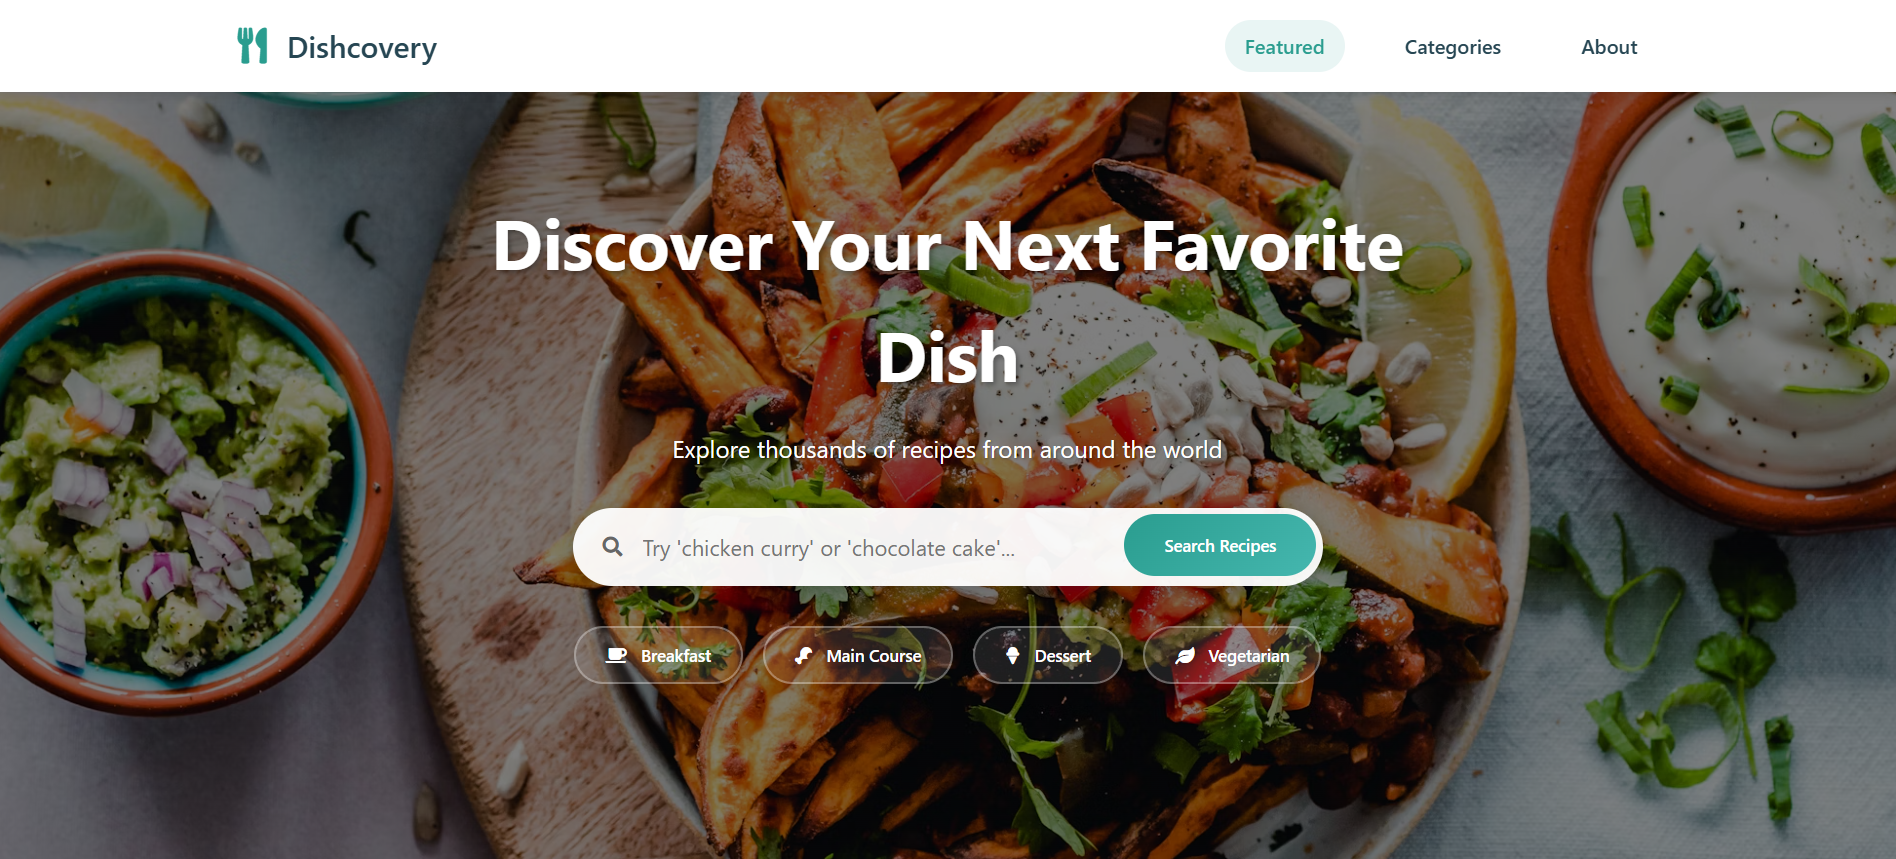 Dishcovery
Featured
Categories
About
Discover Your Next Favorite
Dish
Explore thousands of recipes from around the world
Try 'chicken curry' or 'chocolate cake'...
Search Recipes
Breakfast
Main Course
Dessert
Vegetarian